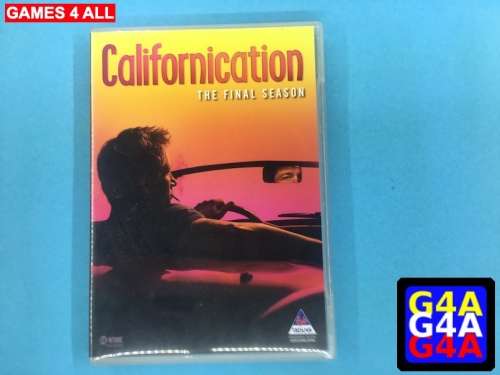 GAMES 4 ALL
Californication
THE FINAL SEASON
G4A
G4A
G4A